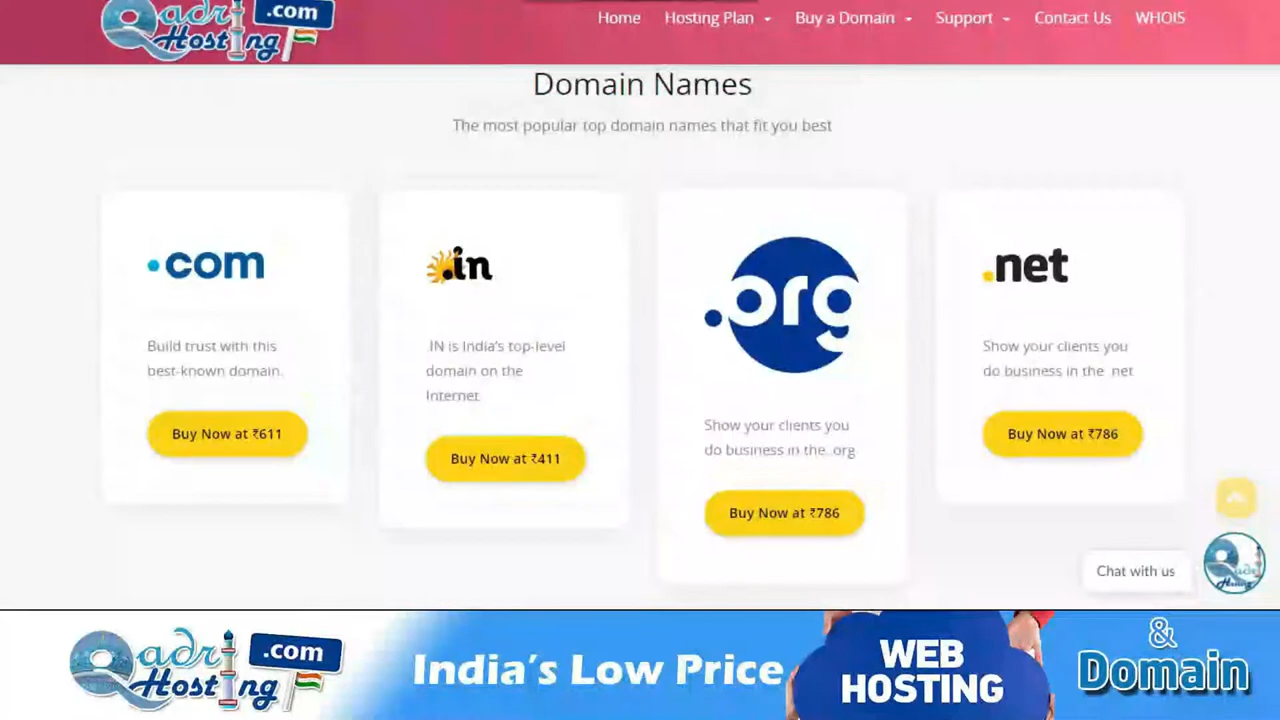 Qadri .com
Hosting
Home Hosting Plan Buy a Domain Support Contact Us WHOIS
Domain Names
The most popular top domain names that fit you best
.com
.in
.org
.net
Build trust with this
best-known domain.
Buy Now at ₹611
.IN is India's top-level
domain on the
Internet
Buy Now at ₹411
Show your clients you
do business in the .org
Buy Now at ₹786
Show your clients you
do business in the .net
Buy Now at ₹786
Chat with us
Qadri
Hosting
Qadri .com
Hosting
India's Low Price
WEB
HOSTING
&
Domain